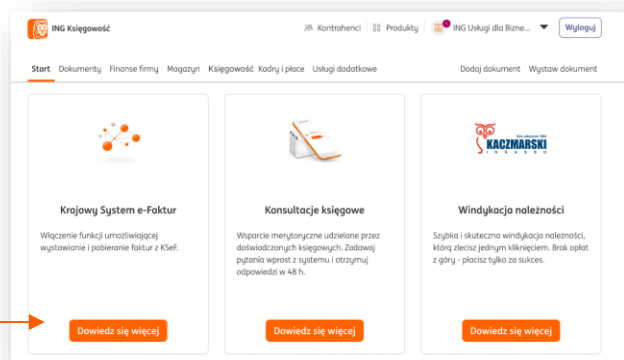 ING Księgowość
Kontrahenci Produkty ING Usługi dla Bizne... Wyloguj
Start Dokumenty Finanse firmy Magazyn Księgowość Kadry i płace Usługi dodatkowe Dodaj dokument Wystaw dokument
KACZMARSKI
INKASSO
Krajowy System e-Faktur
Włączenie funkcji umożliwiającej
wystawianie i pobieranie faktur z KSeF.
Dowiedz się więcej
Konsultacje księgowe
Wsparcie merytoryczne udzielane przez
doświadczonych księgowych. Zadawaj
pytania wprost z systemu i otrzymuj
odpowiedzi w 48 h.
Dowiedz się więcej
Windykacja należności
Szybka i skuteczna windykacja należności,
którą zlecisz jednym kliknięciem. Brak opłat
z góry - płacisz tylko za sukces.
Dowiedz się więcej